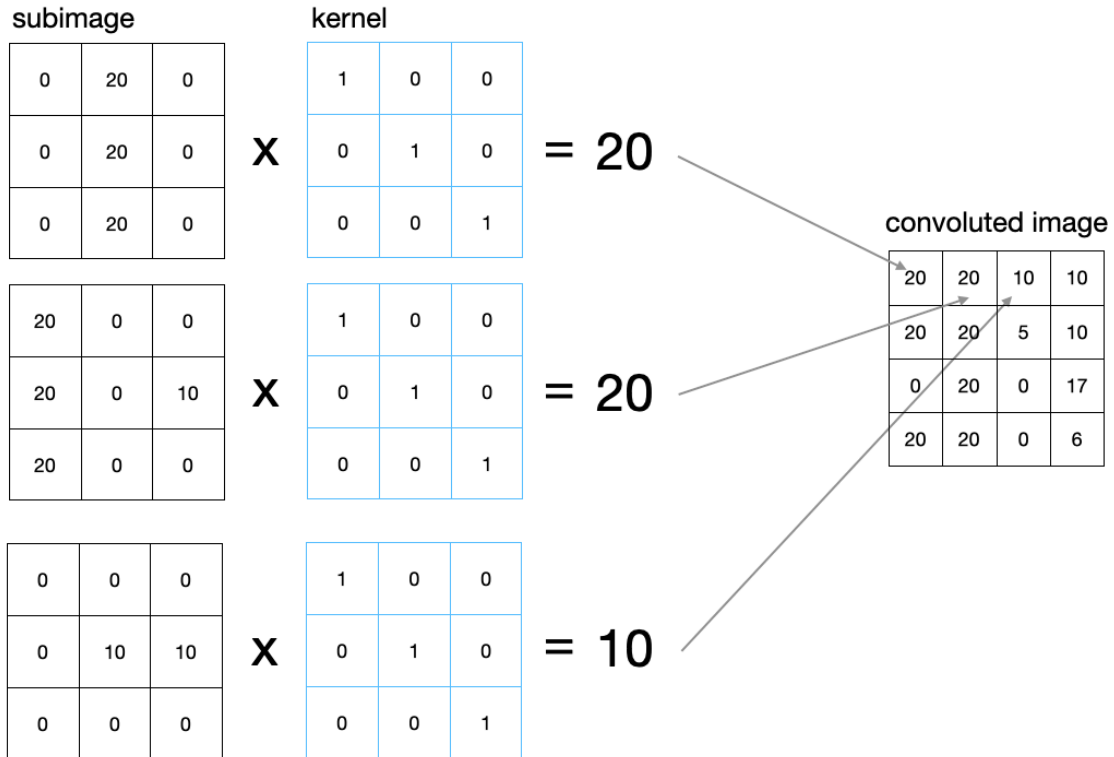 subimage kernel
0 20 0 1 0 0
0 20 0 x 0 1 0 = 20
0 20 0 0 0 1
convoluted image
20 20 10 10
20 20 5 10
0 20 0 17
20 20 0 6
20 0 0 1 0 0
20 0 10 x 0 1 0 = 20
20 0 0 0 0 1
0 0 0 1 0 0
0 10 10 x 0 1 0 = 10
0 0 0 0 0 1